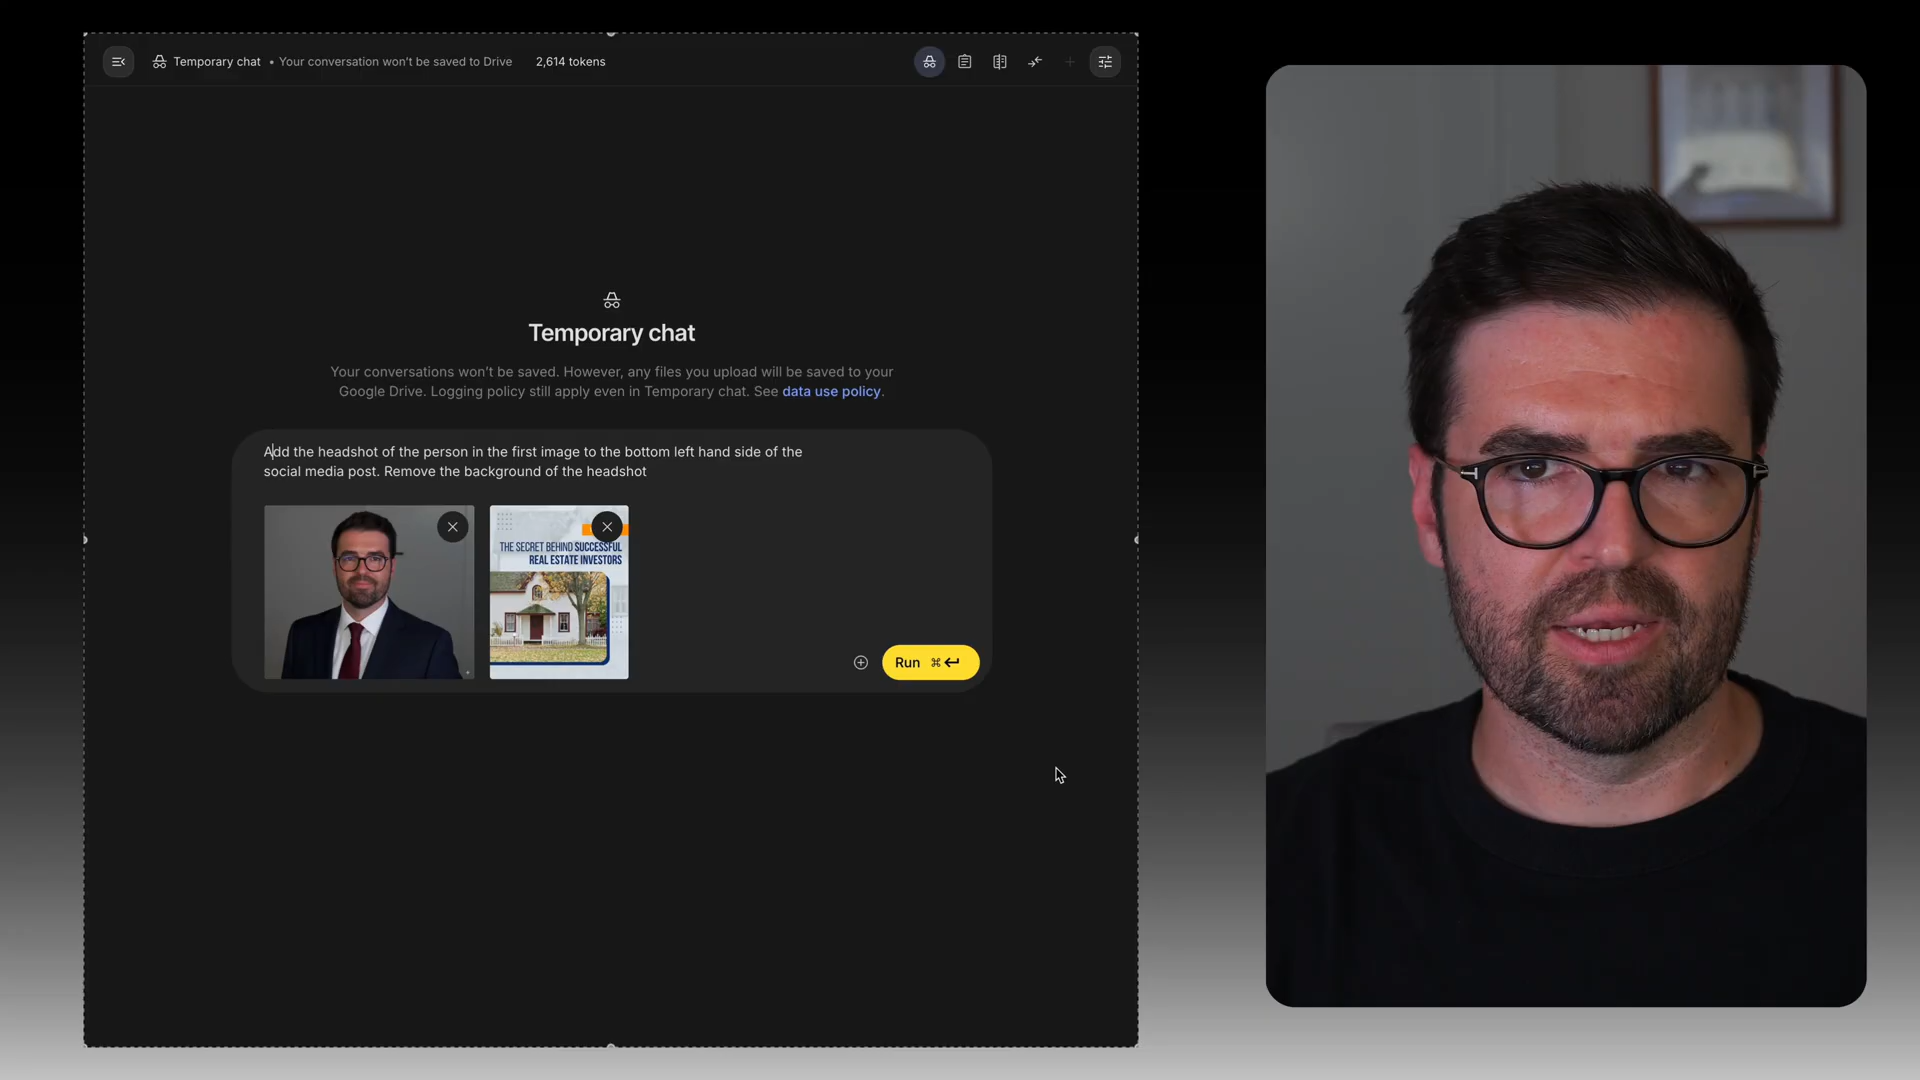 Temporary chat • Your conversation won't be saved to Drive 2,614 tokens
Temporary chat
Your conversations won't be saved. However, any files you upload will be saved to your
Google Drive. Logging policy still apply even in Temporary chat. See data use policy.
Add the headshot of the person in the first image to the bottom left hand side of the
social media post. Remove the background of the headshot
THE SECRET BEHIND SUCCESSFUL
REAL ESTATE INVESTORS
Run ⌘ ↵